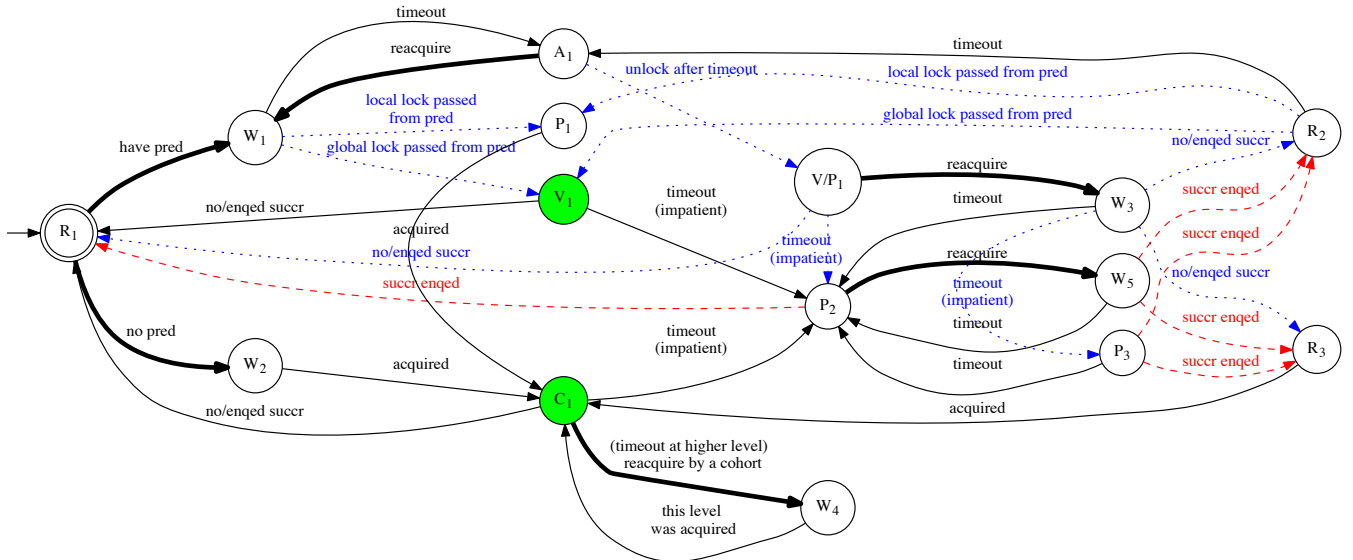 timeout
reacquire
A₁
unlock after timeout
local lock passed from pred
timeout
global lock passed from pred
local lock passed
from pred
P₁
W₁
R₂
have pred
global lock passed from pred
no/enqed succr
V/P₁
reacquire
V₁
timeout
(impatient)
timeout
W₃
succr enqed
no/enqed succr
R₁
acquired
no/enqed succr
timeout
(impatient)
reacquire
succr enqed
no/enqed succr
succr enqed
P₂
timeout
(impatient)
W₅
succr enqed
no pred
timeout
(impatient)
timeout
P₃
R₃
W₂
acquired
timeout
succr enqed
no/enqed succr
C₁
acquired
(timeout at higher level)
reacquire by a cohort
this level
was acquired
W₄